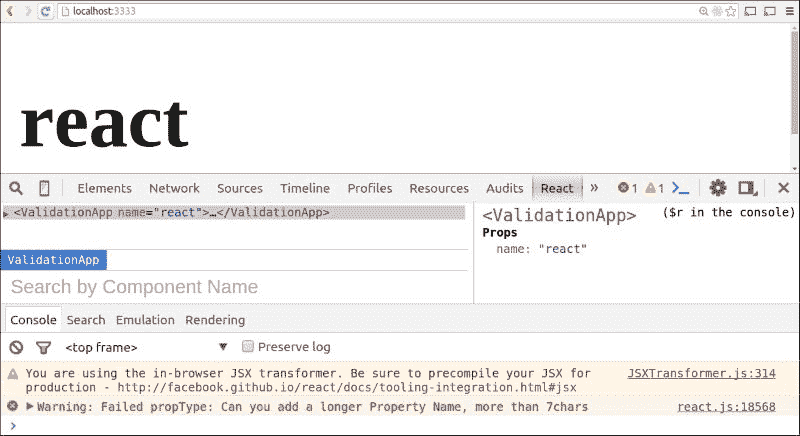 localhost:3333
react
Elements Network Sources Timeline Profiles Resources Audits React » 1 1
<ValidationApp name="react">…</ValidationApp>
<ValidationApp> ($r in the console)
Props
name: "react"
ValidationApp
Search by Component Name
Console Search Emulation Rendering
<top frame> Preserve log
You are using the in-browser JSX transformer. Be sure to precompile your JSX for JSXTransformer.js:314
production - http://facebook.github.io/react/docs/tooling-integration.html#jsx
Warning: Failed propType: Can you add a longer Property Name, more than 7chars react.js:18568